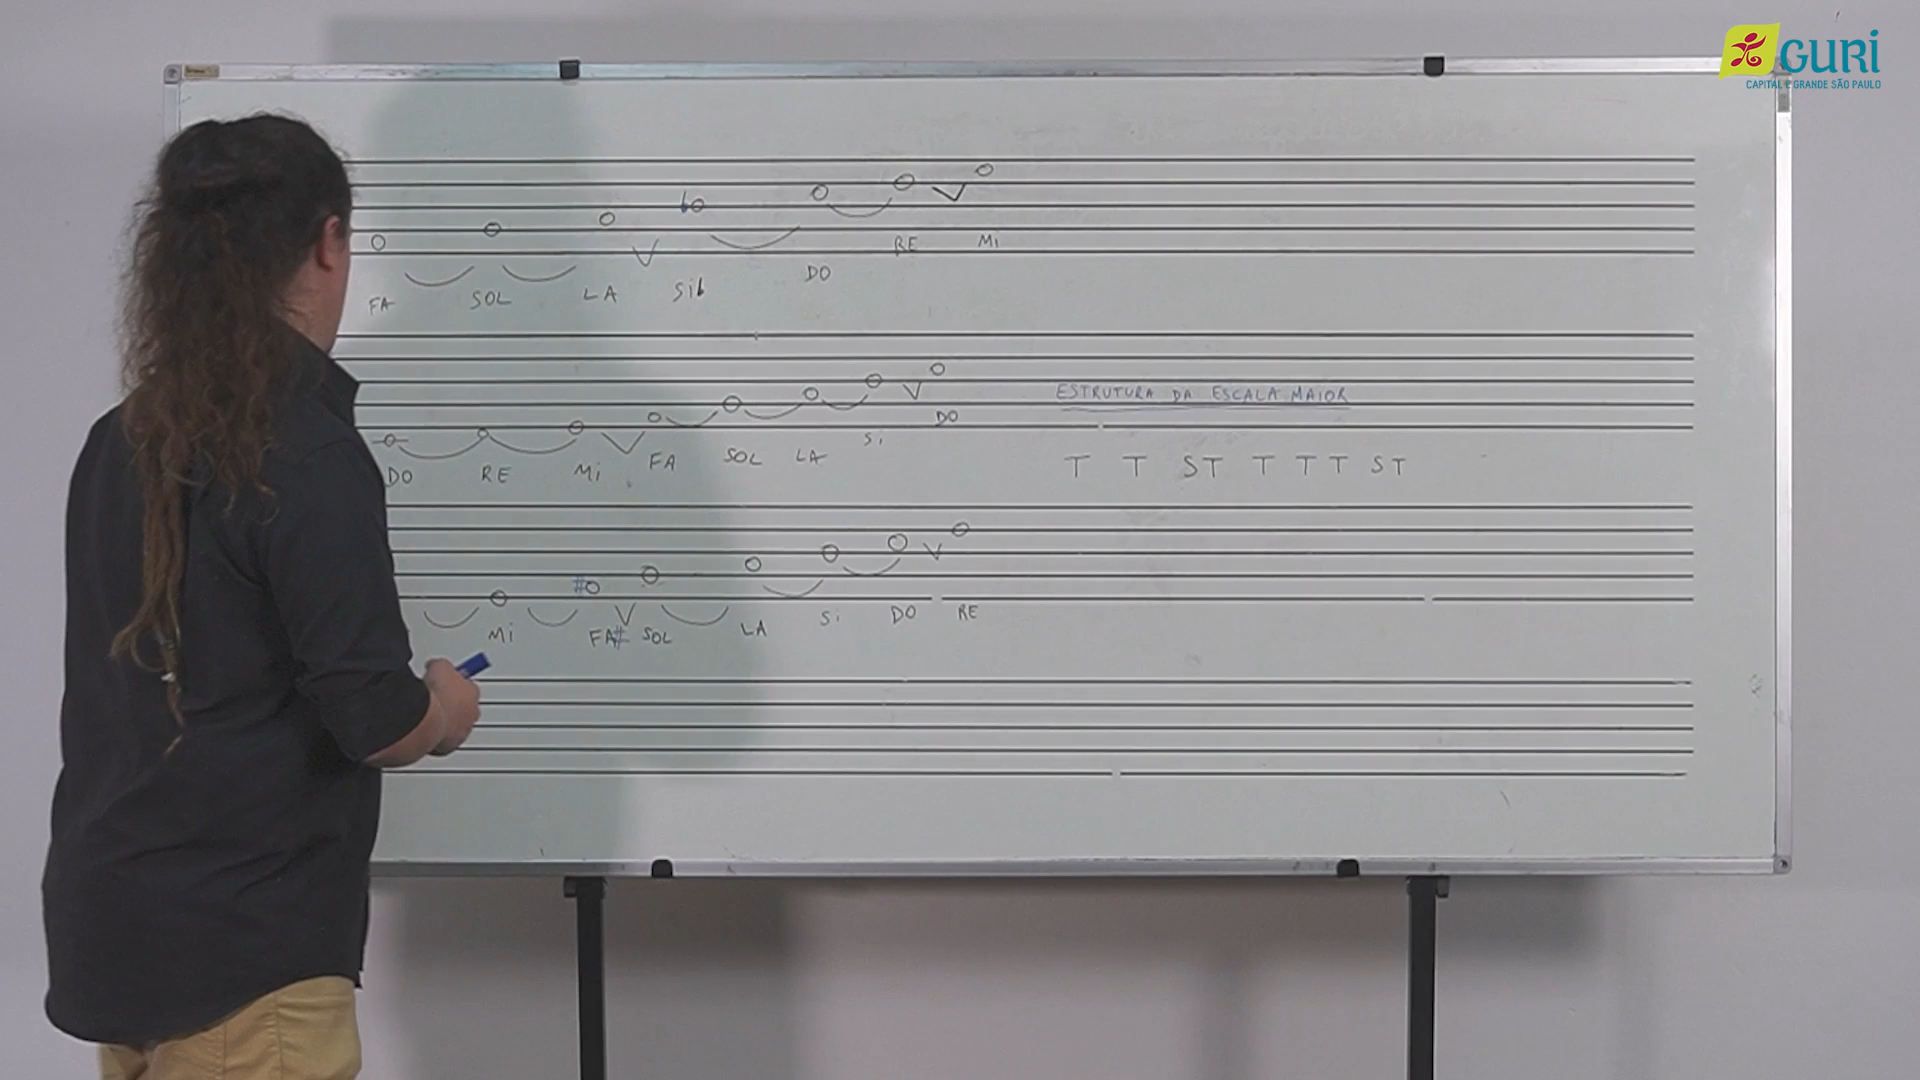 GURI
CAPITAL E GRANDE SÃO PAULO
b
FA SOL LA Sib DO RE Mi
ESTRUTURA DA ESCALA MAIOR
DO RE Mi FA SOL LA Si DO
T T ST T T T ST
#
Mi FA# SOL LA Si DO RE